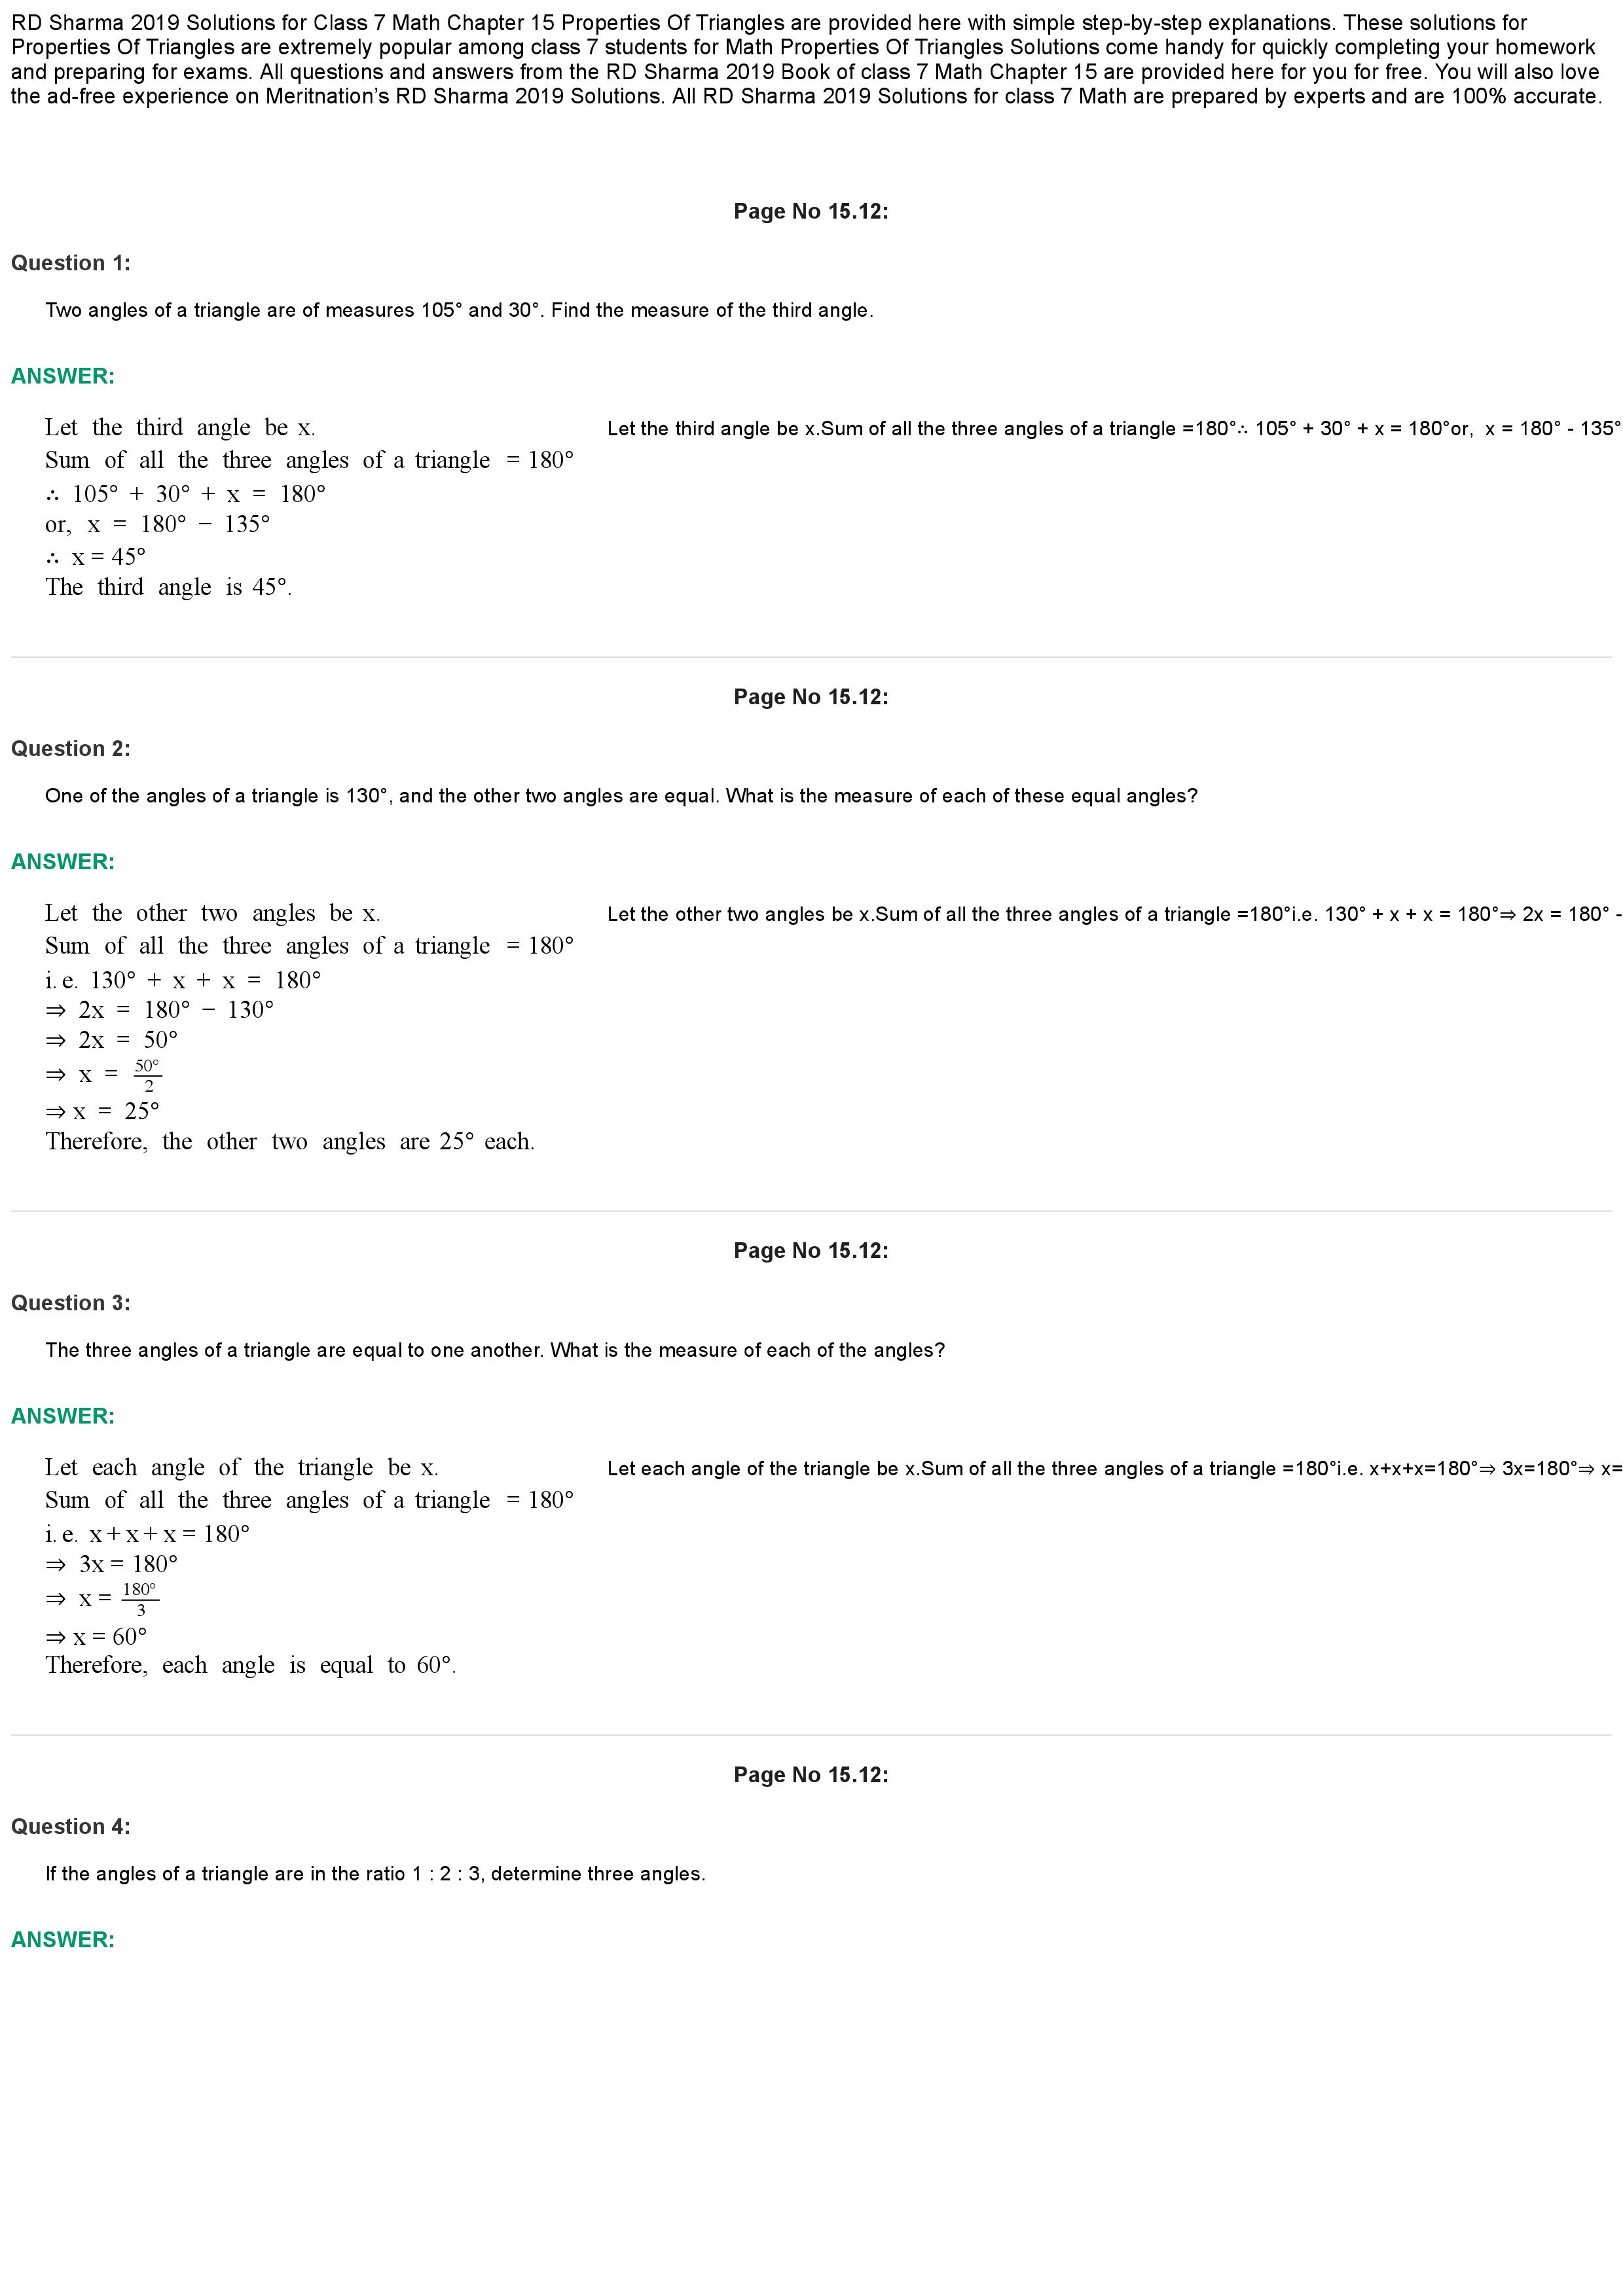 RD Sharma 2019 Solutions for Class 7 Math Chapter 15 Properties Of Triangles are provided here with simple step-by-step explanations. These solutions for
Properties Of Triangles are extremely popular among class 7 students for Math Properties Of Triangles Solutions come handy for quickly completing your homework
and preparing for exams. All questions and answers from the RD Sharma 2019 Book of class 7 Math Chapter 15 are provided here for you for free. You will also love
the ad-free experience on Meritnation’s RD Sharma 2019 Solutions. All RD Sharma 2019 Solutions for class 7 Math are prepared by experts and are 100% accurate.
Page No 15.12:
Question 1:
Two angles of a triangle are of measures 105° and 30°. Find the measure of the third angle.
ANSWER:
Let the third angle be x.
Sum of all the three angles of a triangle = 180°
∴ 105° + 30° + x = 180°
or, x = 180° − 135°
∴ x = 45°
The third angle is 45°.
Let the third angle be x.Sum of all the three angles of a triangle =180°∴ 105° + 30° + x = 180°or, x = 180° - 135°
Page No 15.12:
Question 2:
One of the angles of a triangle is 130°, and the other two angles are equal. What is the measure of each of these equal angles?
ANSWER:
Let the other two angles be x.
Sum of all the three angles of a triangle = 180°
i. e. 130° + x + x = 180°
⇒ 2x = 180° − 130°
⇒ 2x = 50°
⇒ x = 50°/2
⇒ x = 25°
Therefore, the other two angles are 25° each.
Let the other two angles be x.Sum of all the three angles of a triangle =180°i.e. 130° + x + x = 180°⇒ 2x = 180° -
Page No 15.12:
Question 3:
The three angles of a triangle are equal to one another. What is the measure of each of the angles?
ANSWER:
Let each angle of the triangle be x.
Sum of all the three angles of a triangle = 180°
i. e. x + x + x = 180°
⇒ 3x = 180°
⇒ x = 180°/3
⇒ x = 60°
Therefore, each angle is equal to 60°.
Let each angle of the triangle be x.Sum of all the three angles of a triangle =180°i.e. x+x+x=180°⇒ 3x=180°⇒ x=
Page No 15.12:
Question 4:
If the angles of a triangle are in the ratio 1 : 2 : 3, determine three angles.
ANSWER: